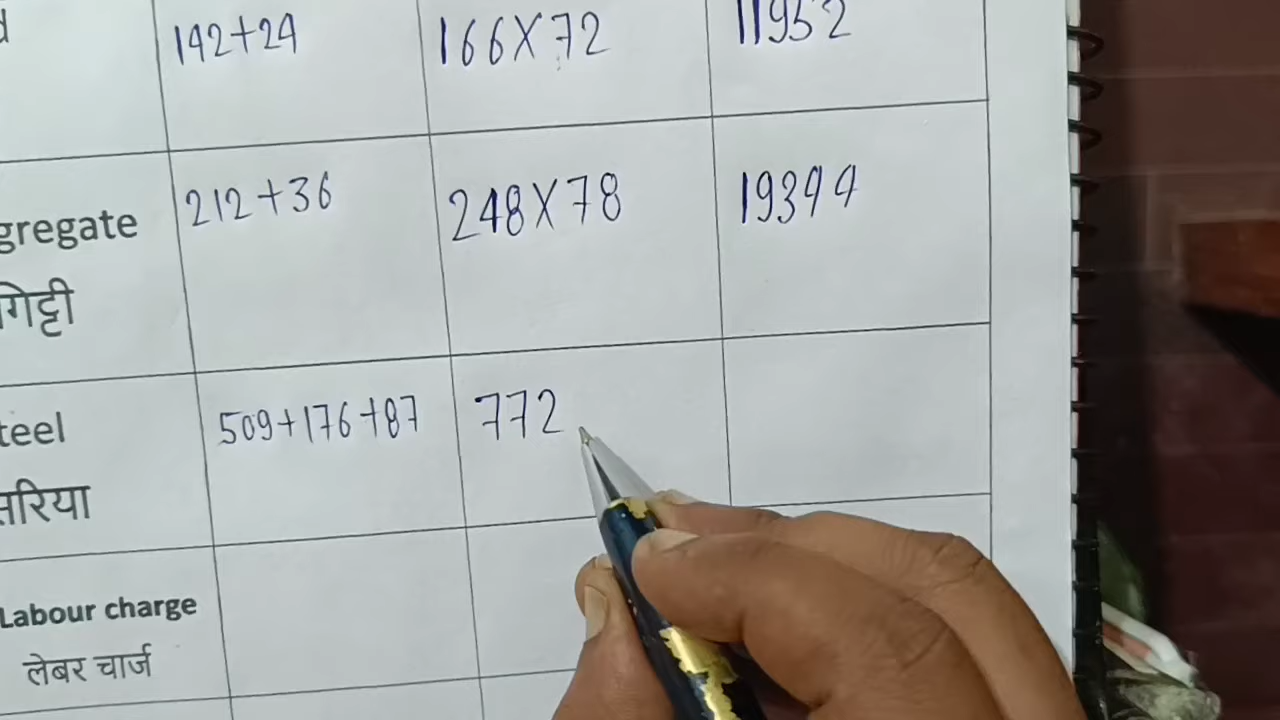 142+24 166X72 11952
gregate 212+36 248X78 19344
गिट्टी
teel 509+176+87 772
सरिया
Labour charge
लेबर चार्ज